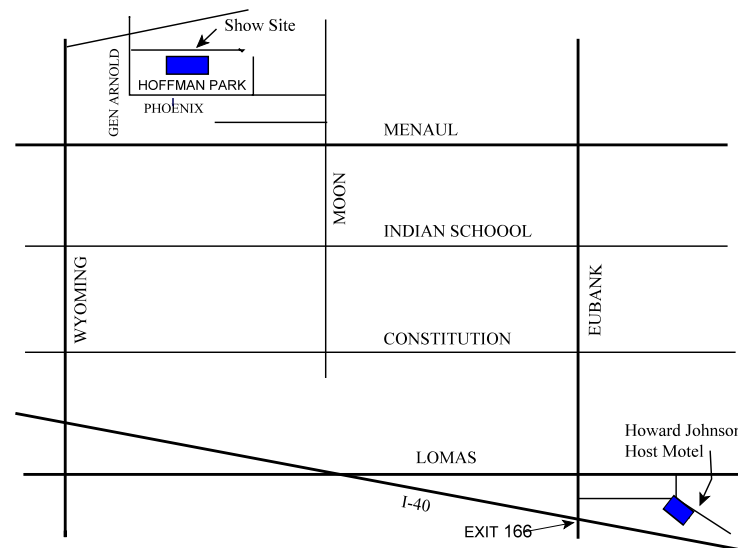 Show Site
GEN ARNOLD
HOFFMAN PARK
PHOENIX
MENAUL
MOON
INDIAN SCHOOOL
WYOMING
EUBANK
CONSTITUTION
Howard Johnson
Host Motel
LOMAS
I-40
EXIT 166